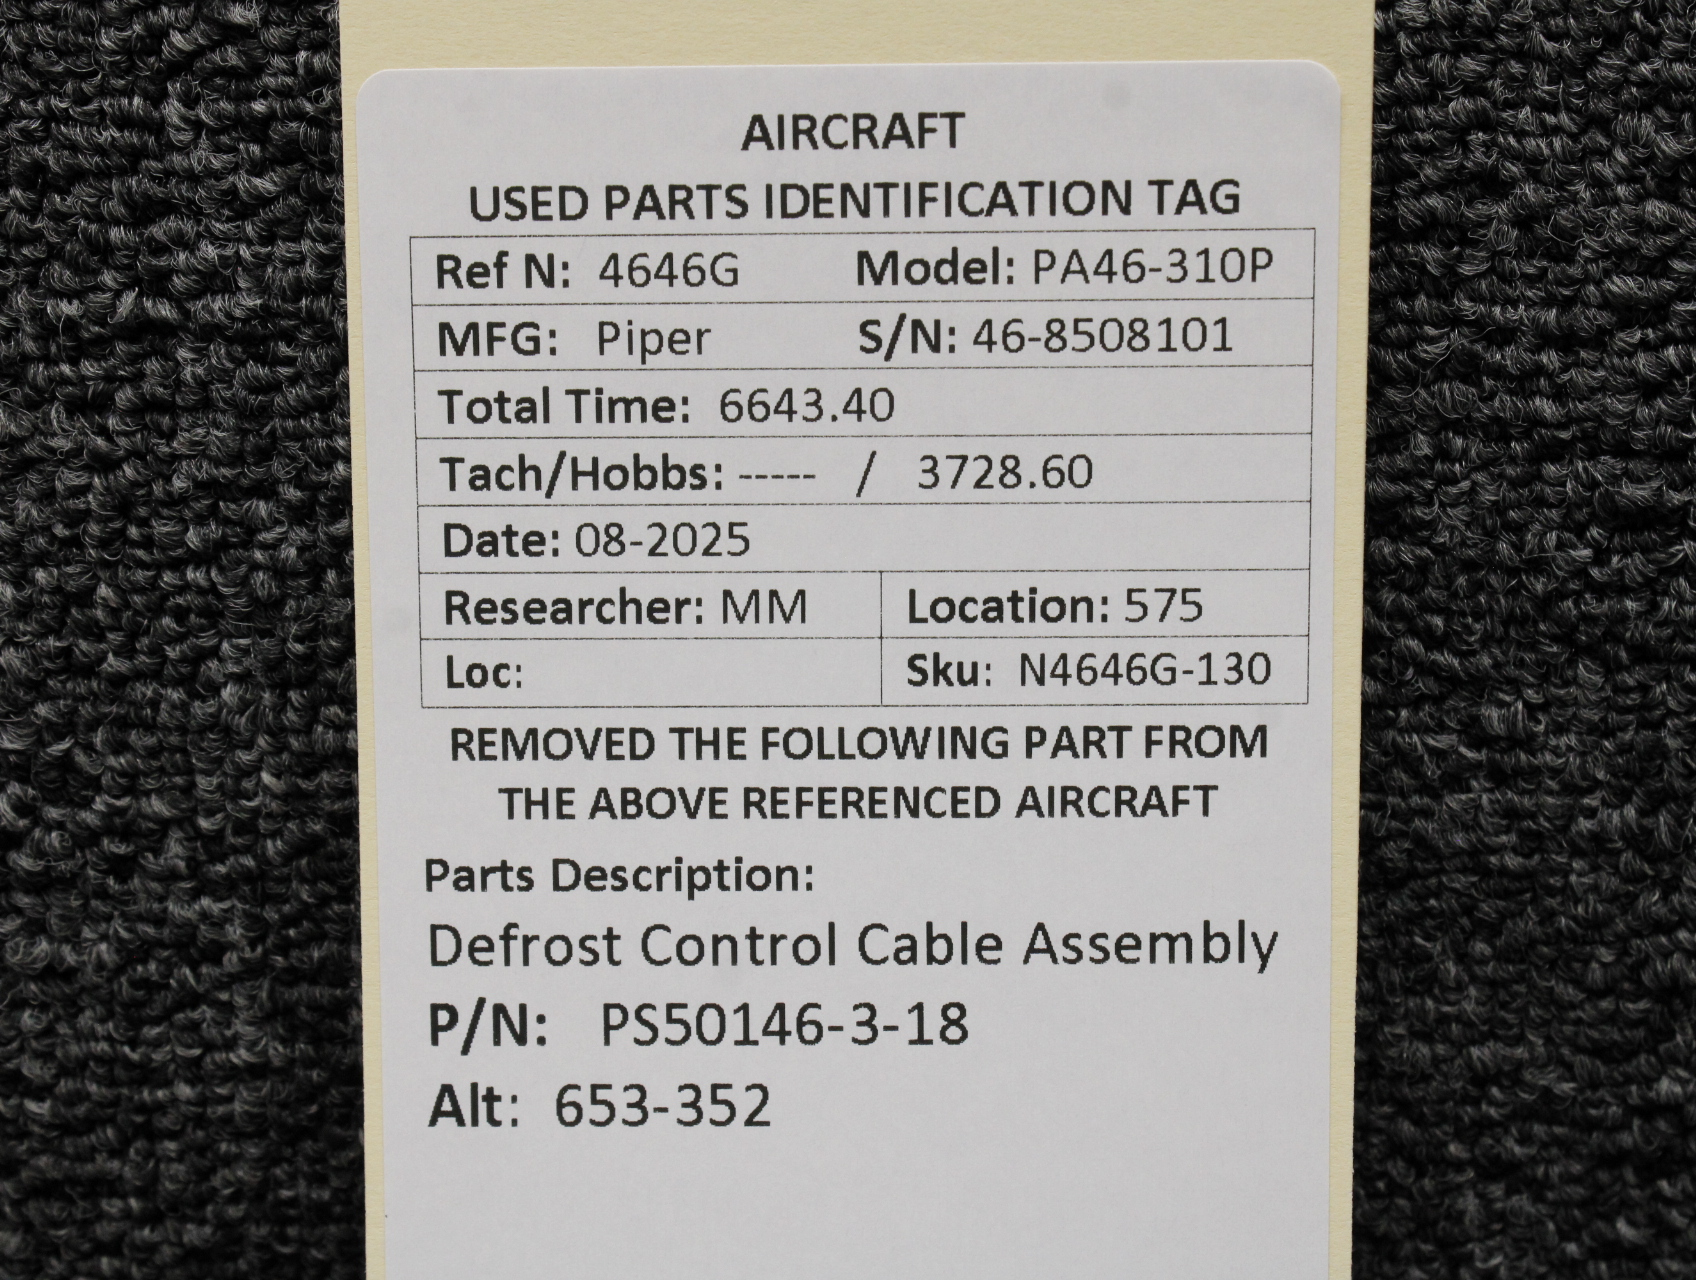 AIRCRAFT
USED PARTS IDENTIFICATION TAG
Ref N: 4646G Model: PA46-310P
MFG: Piper S/N: 46-8508101
Total Time: 6643.40
Tach/Hobbs: ----- / 3728.60
Date: 08-2025
Researcher: MM Location: 575
Loc: Sku: N4646G-130
REMOVED THE FOLLOWING PART FROM
THE ABOVE REFERENCED AIRCRAFT
Parts Description:
Defrost Control Cable Assembly
P/N: PS50146-3-18
Alt: 653-352